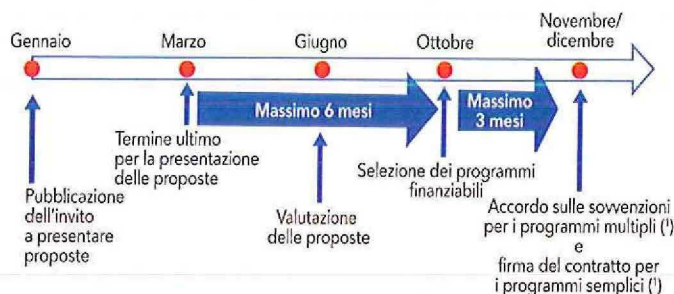 Gennaio
Marzo
Giugno
Ottobre
Novembre/
dicembre
Massimo 6 mesi
Massimo
3 mesi
Pubblicazione
dell'invito
a presentare
proposte
Termine ultimo
per la presentazione
delle proposte
Valutazione
delle proposte
Selezione dei programmi
finanziabili
Accordo sulle sovvenzioni
per i programmi multipli (¹)
e
firma del contratto per
i programmi semplici (¹)